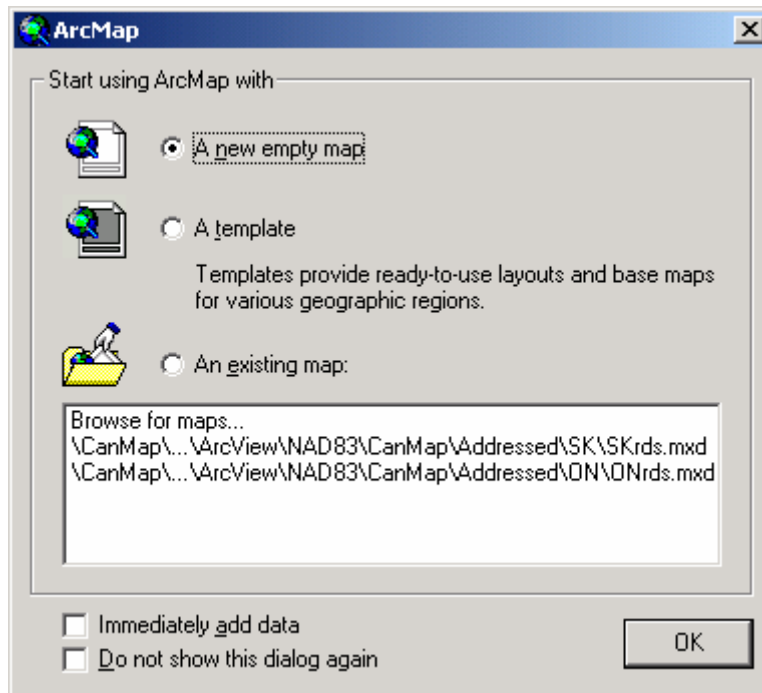 ArcMap
Start using ArcMap with
A new empty map
A template
Templates provide ready-to-use layouts and base maps
for various geographic regions.
An existing map:
Browse for maps...
\CanMap\...\ArcView\NAD83\CanMap\Addressed\SK\SKrds.mxd
\CanMap\...\ArcView\NAD83\CanMap\Addressed\ON\ONrds.mxd
Immediately add data
Do not show this dialog again
OK